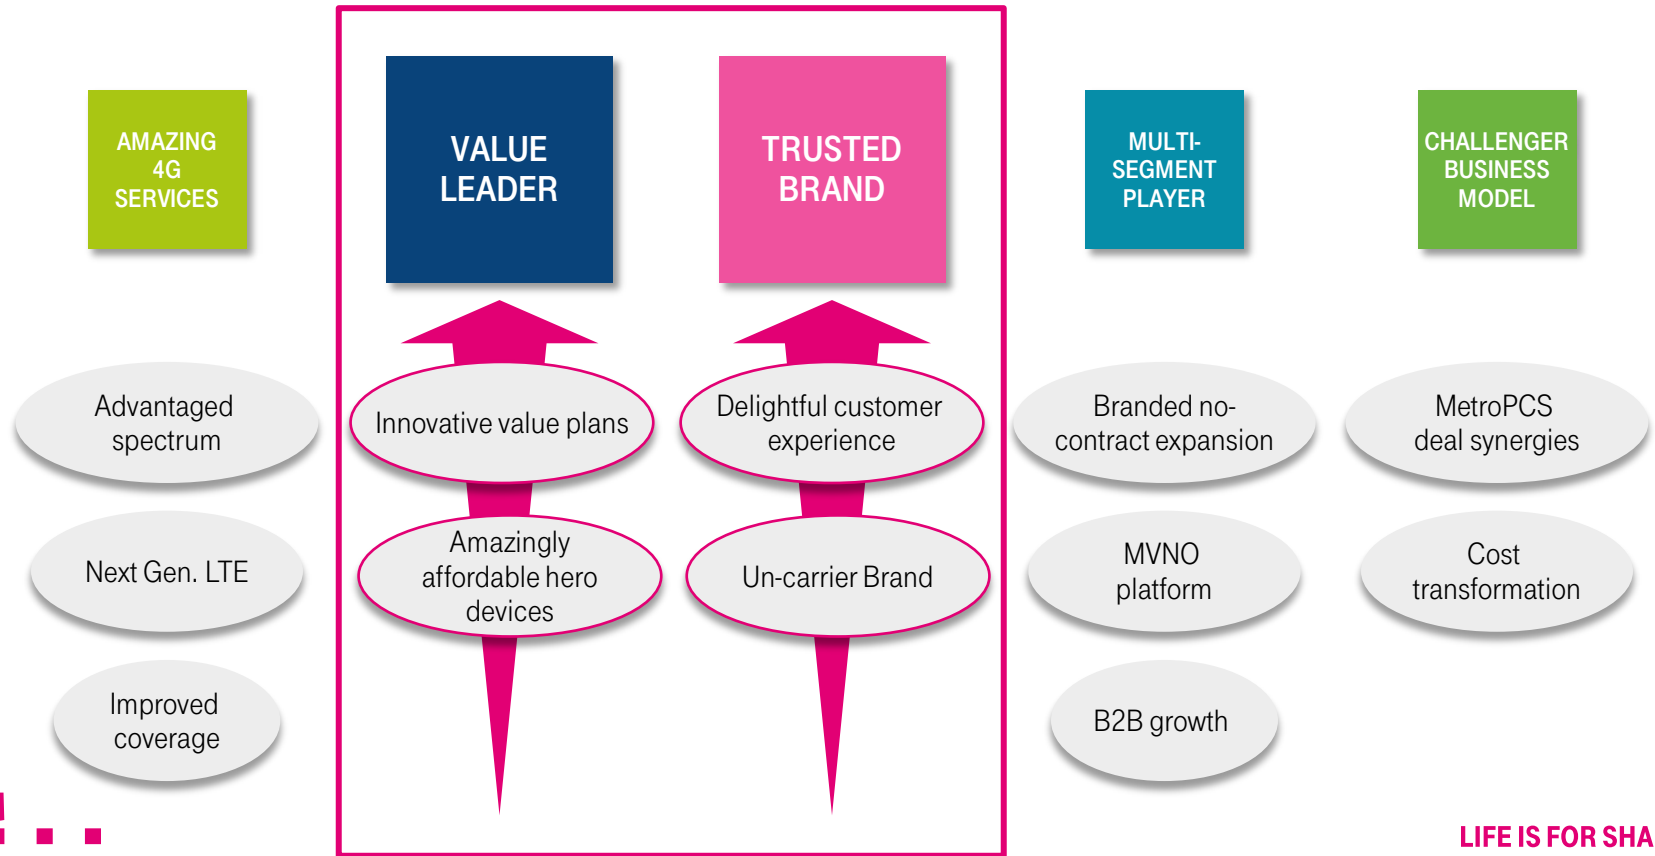 AMAZING
4G
SERVICES
VALUE
LEADER
TRUSTED
BRAND
MULTI-
SEGMENT
PLAYER
CHALLENGER
BUSINESS
MODEL
Advantaged
spectrum
Next Gen. LTE
Improved
coverage
Innovative value plans
Amazingly
affordable hero
devices
Delightful customer
experience
Un-carrier Brand
Branded no-
contract expansion
MVNO
platform
B2B growth
MetroPCS
deal synergies
Cost
transformation
LIFE IS FOR SHA